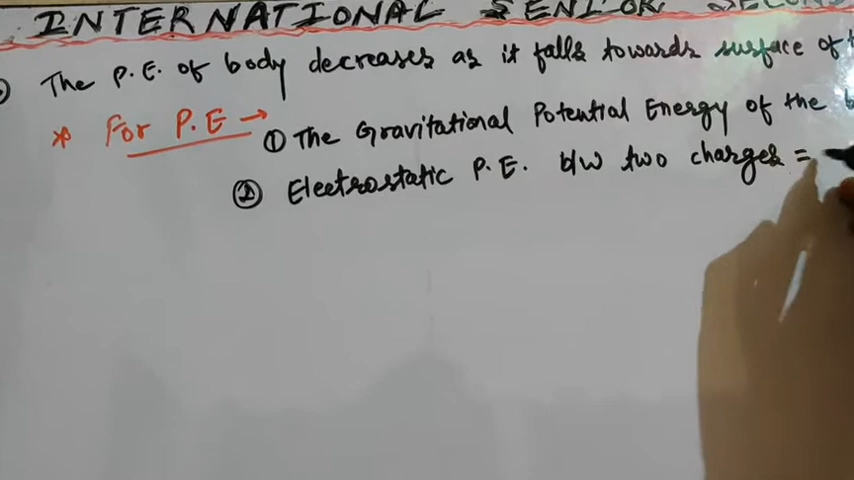 INTERNATIONAL SENIOR
The P.E. of body decreases as it falls towards surface of
* For P.E → ① The Gravitational Potential Energy of the
② Electrostatic P.E. b/w two charges =